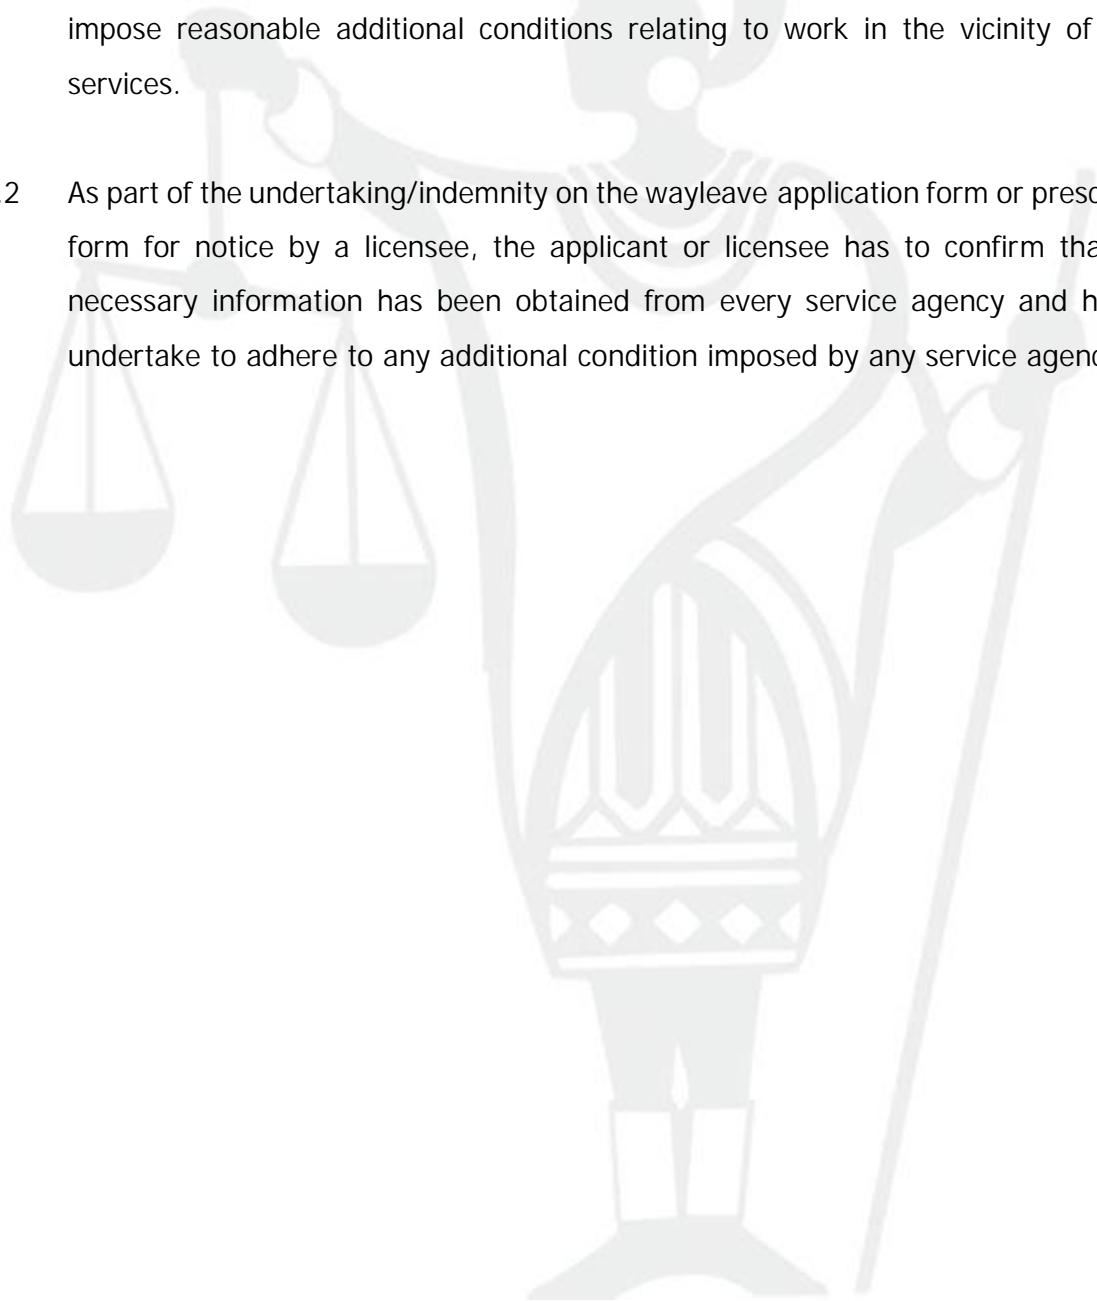 impose reasonable additional conditions relating to work in the vicinity of
services.
.2 As part of the undertaking/indemnity on the wayleave application form or presc
form for notice by a licensee, the applicant or licensee has to confirm tha
necessary information has been obtained from every service agency and h
undertake to adhere to any additional condition imposed by any service agenc